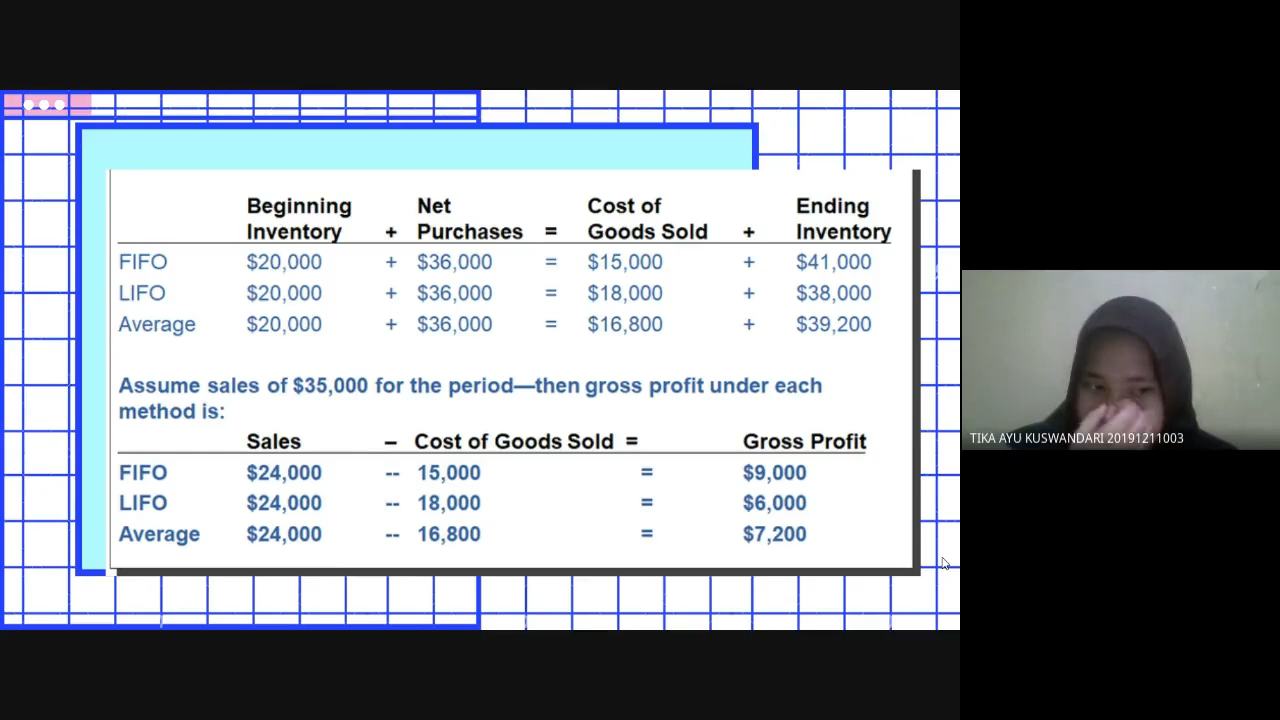 Beginning Net Cost of Ending
Inventory + Purchases = Goods Sold + Inventory
FIFO $20,000 + $36,000 = $15,000 + $41,000
LIFO $20,000 + $36,000 = $18,000 + $38,000
Average $20,000 + $36,000 = $16,800 + $39,200
Assume sales of $35,000 for the period—then gross profit under each
method is:
Sales – Cost of Goods Sold = Gross Profit
FIFO $24,000 -- 15,000 = $9,000
LIFO $24,000 -- 18,000 = $6,000
Average $24,000 -- 16,800 = $7,200
TIKA AYU KUSWANDARI 20191211003